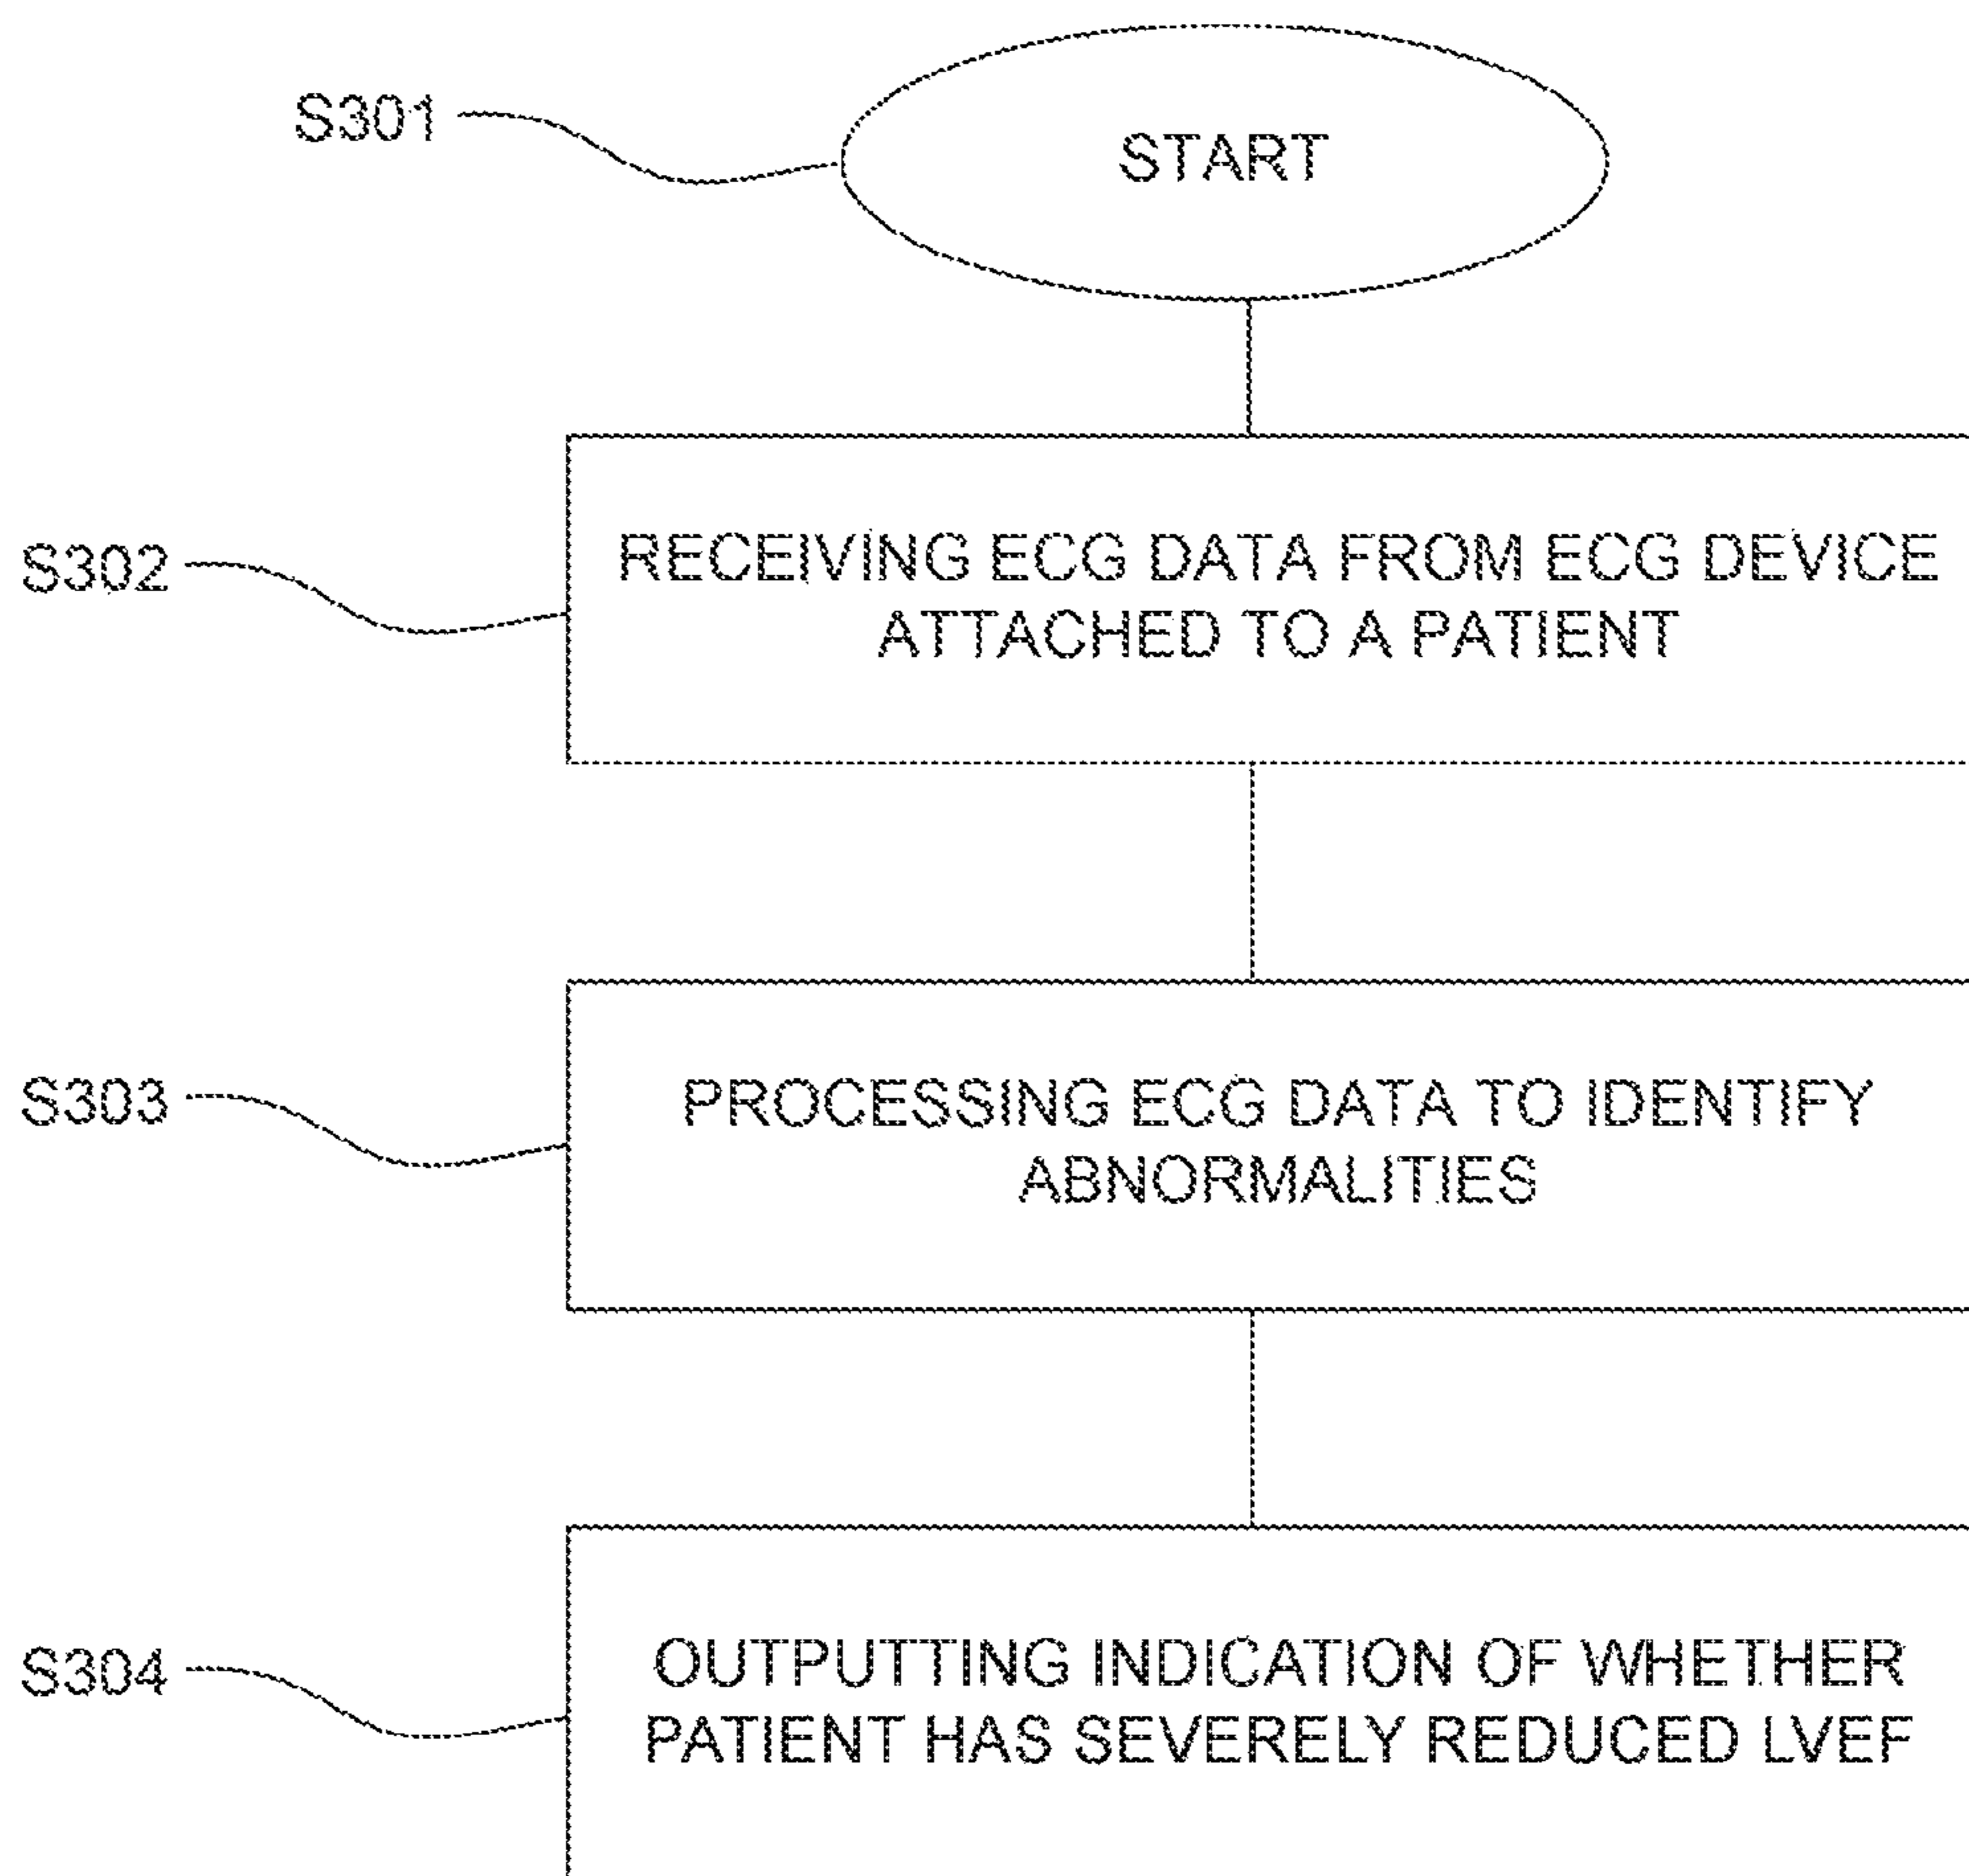 S301
START
S302
RECEIVING ECG DATA FROM ECG DEVICE
ATTACHED TO A PATIENT
S303
PROCESSING ECG DATA TO IDENTIFY
ABNORMALITIES
S304
OUTPUTTING INDICATION OF WHETHER
PATIENT HAS SEVERELY REDUCED LVEF